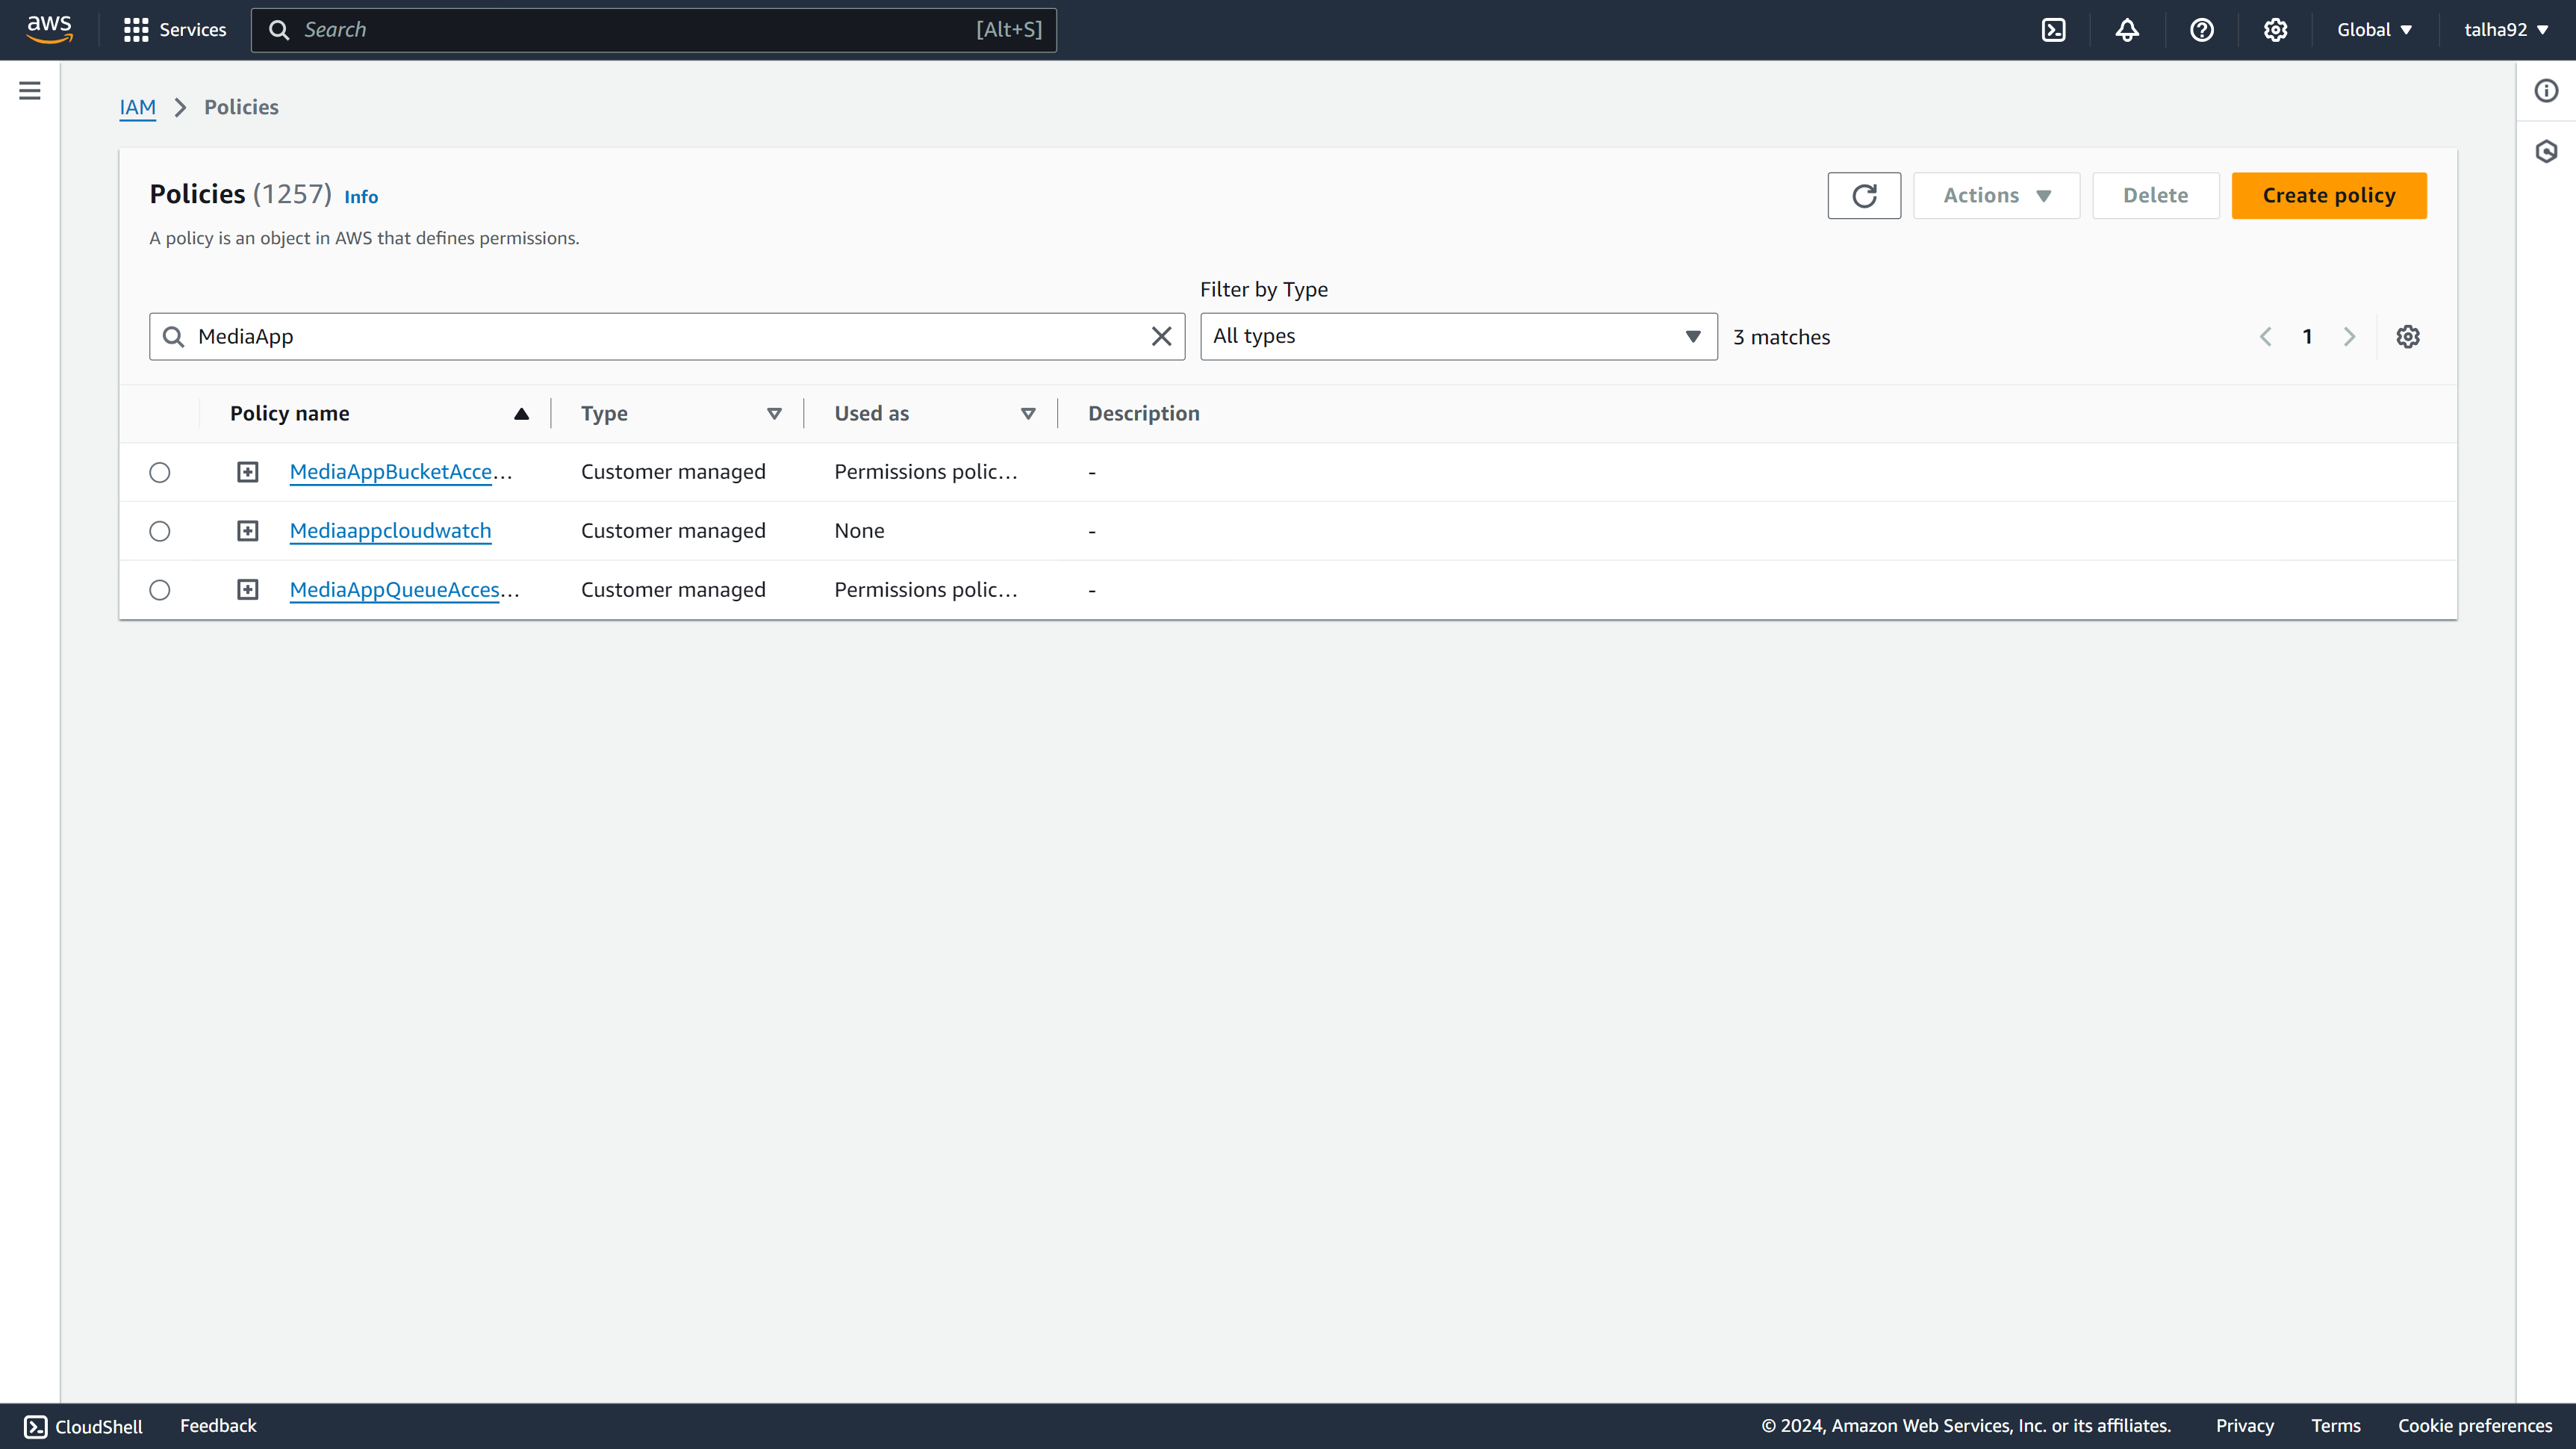 aws
Services
Search [Alt+S]
Global
talha92
IAM > Policies
Policies (1257) Info
Actions
Delete
Create policy
A policy is an object in AWS that defines permissions.
Filter by Type
MediaApp
All types
3 matches
1
Policy name Type Used as Description
MediaAppBucketAcce... Customer managed Permissions polic... -
Mediaappcloudwatch Customer managed None -
MediaAppQueueAcces... Customer managed Permissions polic... -
CloudShell Feedback © 2024, Amazon Web Services, Inc. or its affiliates. Privacy Terms Cookie preferences